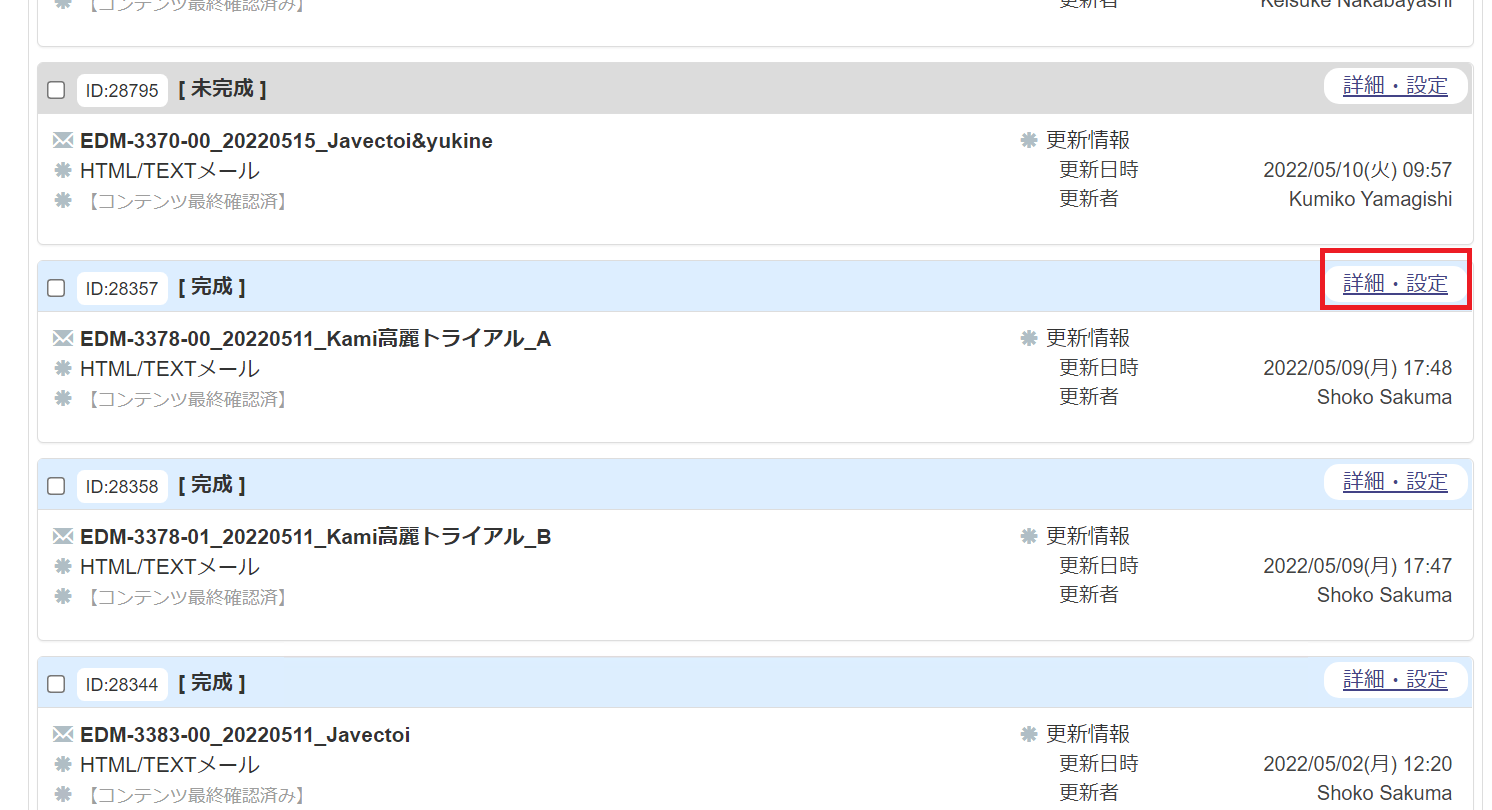 【コンテンツ最終確認済み】
更新者 Keisuke Nakabayashi
ID:28795 [ 未完成 ] 詳細・設定
EDM-3370-00_20220515_Javectoi&yukine 更新情報
HTML/TEXTメール 更新日時 2022/05/10(火) 09:57
【コンテンツ最終確認済】 更新者 Kumiko Yamagishi
ID:28357 [ 完成 ] 詳細・設定
EDM-3378-00_20220511_Kami高麗トライアル_A 更新情報
HTML/TEXTメール 更新日時 2022/05/09(月) 17:48
【コンテンツ最終確認済】 更新者 Shoko Sakuma
ID:28358 [ 完成 ] 詳細・設定
EDM-3378-01_20220511_Kami高麗トライアル_B 更新情報
HTML/TEXTメール 更新日時 2022/05/09(月) 17:47
【コンテンツ最終確認済】 更新者 Shoko Sakuma
ID:28344 [ 完成 ] 詳細・設定
EDM-3383-00_20220511_Javectoi 更新情報
HTML/TEXTメール 更新日時 2022/05/02(月) 12:20
【コンテンツ最終確認済み】 更新者 Shoko Sakuma